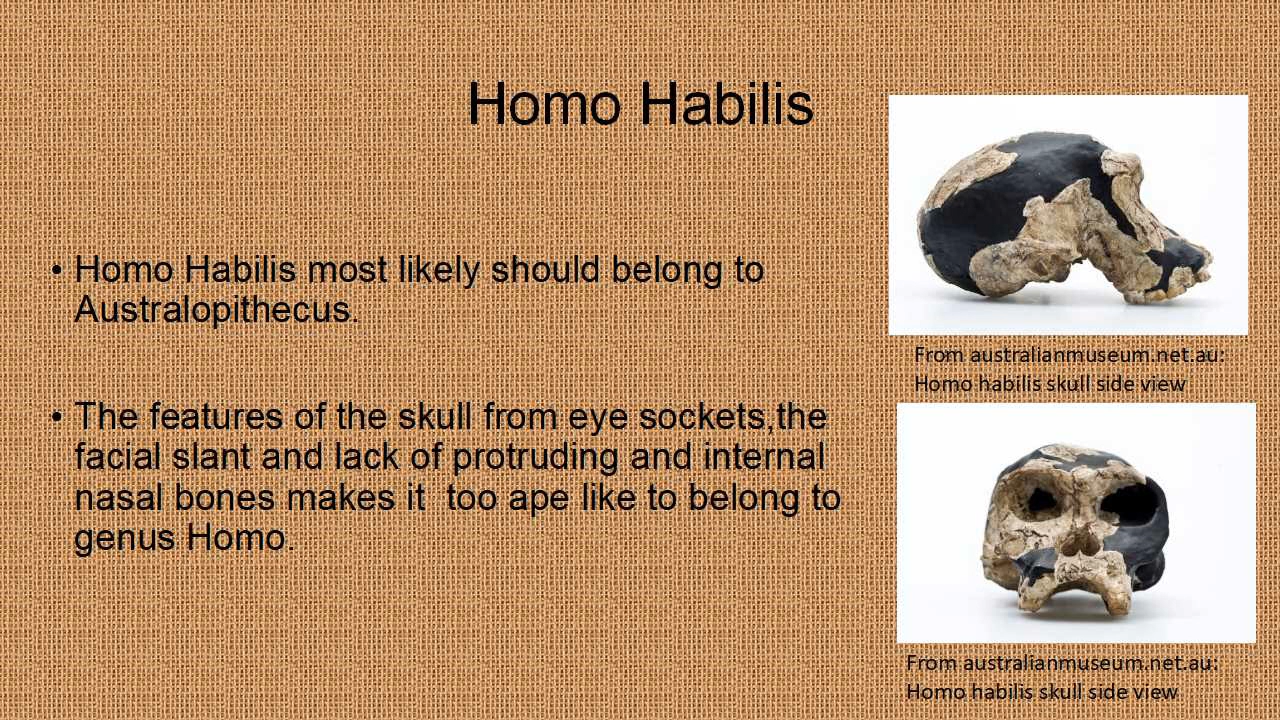 Homo Habilis
• Homo Habilis most likely should belong to
Australopithecus.
• The features of the skull from eye sockets,the
facial slant and lack of protruding and internal
nasal bones makes it  too ape like to belong to
genus Homo.
From australianmuseum.net.au:
Homo habilis skull side view
From australianmuseum.net.au:
Homo habilis skull side view